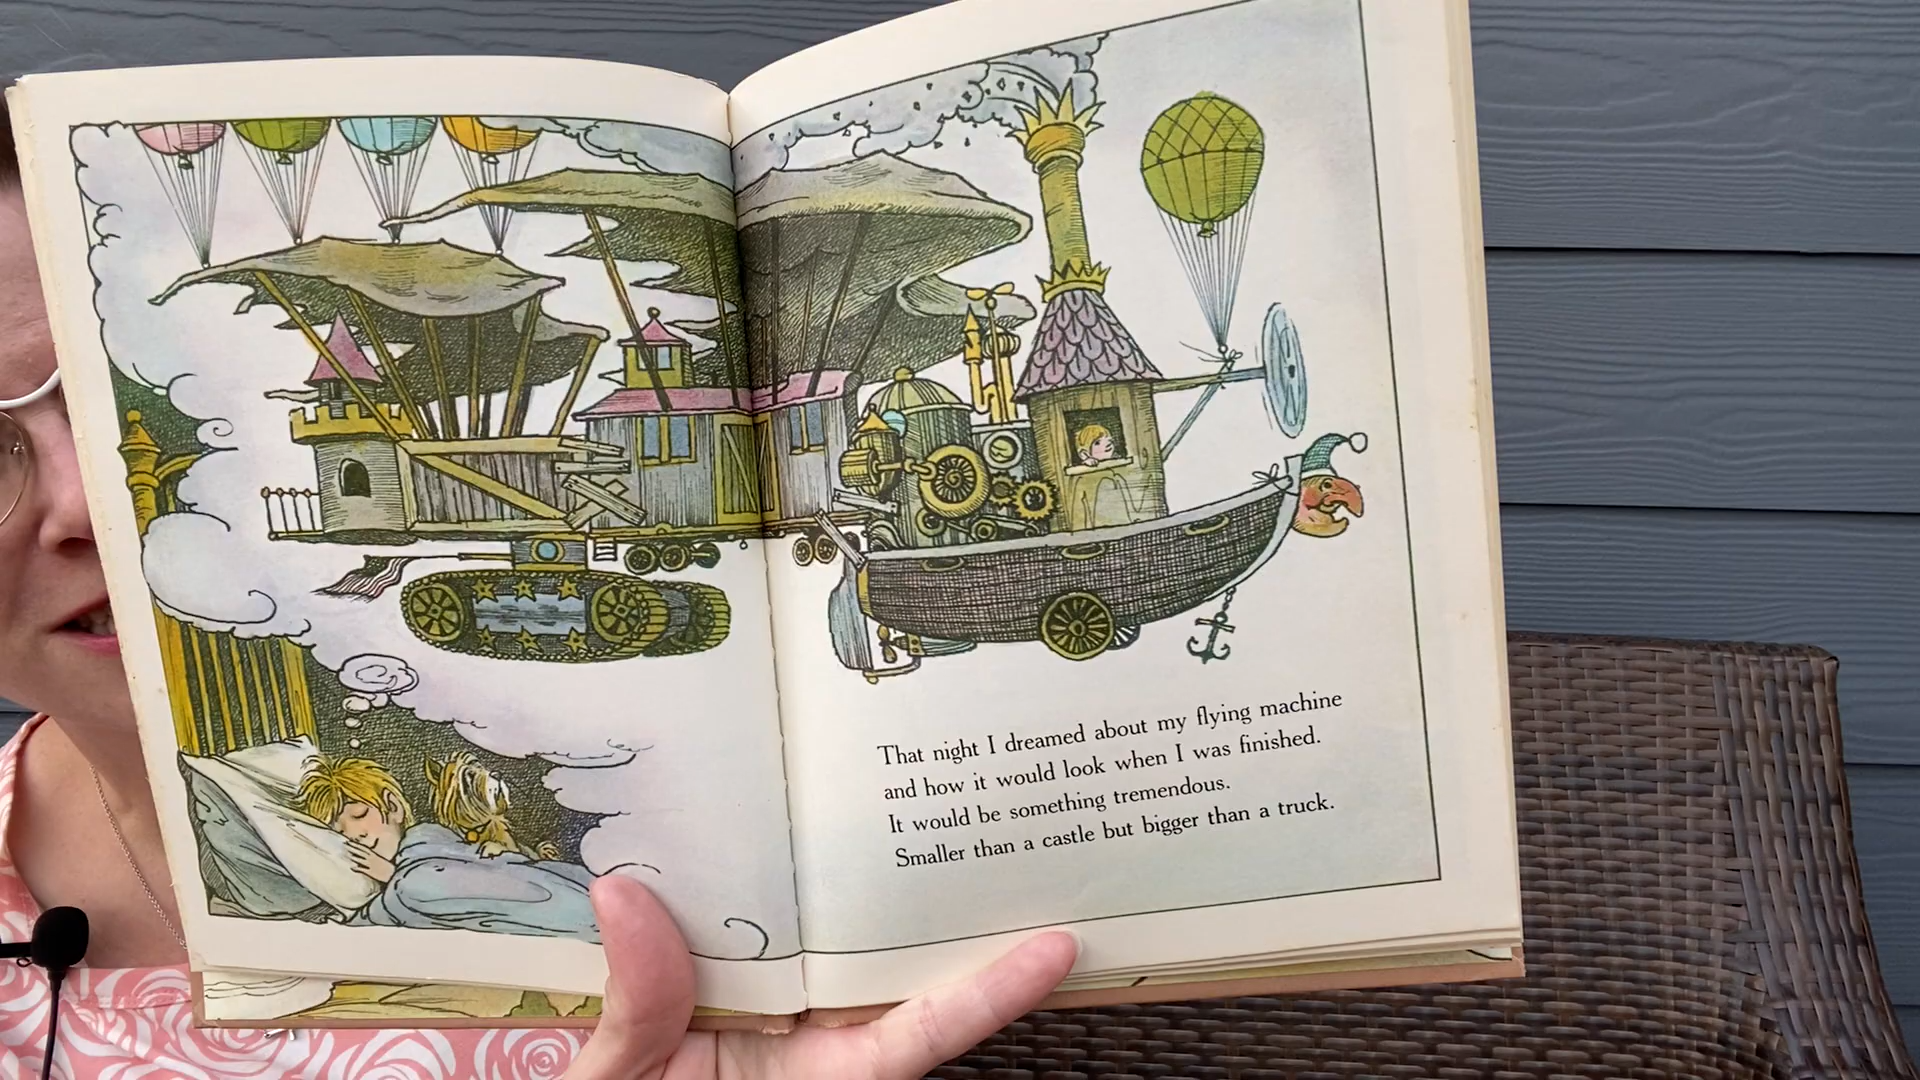 That night I dreamed about my flying machine
and how it would look when I was finished.
It would be something tremendous.
Smaller than a castle but bigger than a truck.